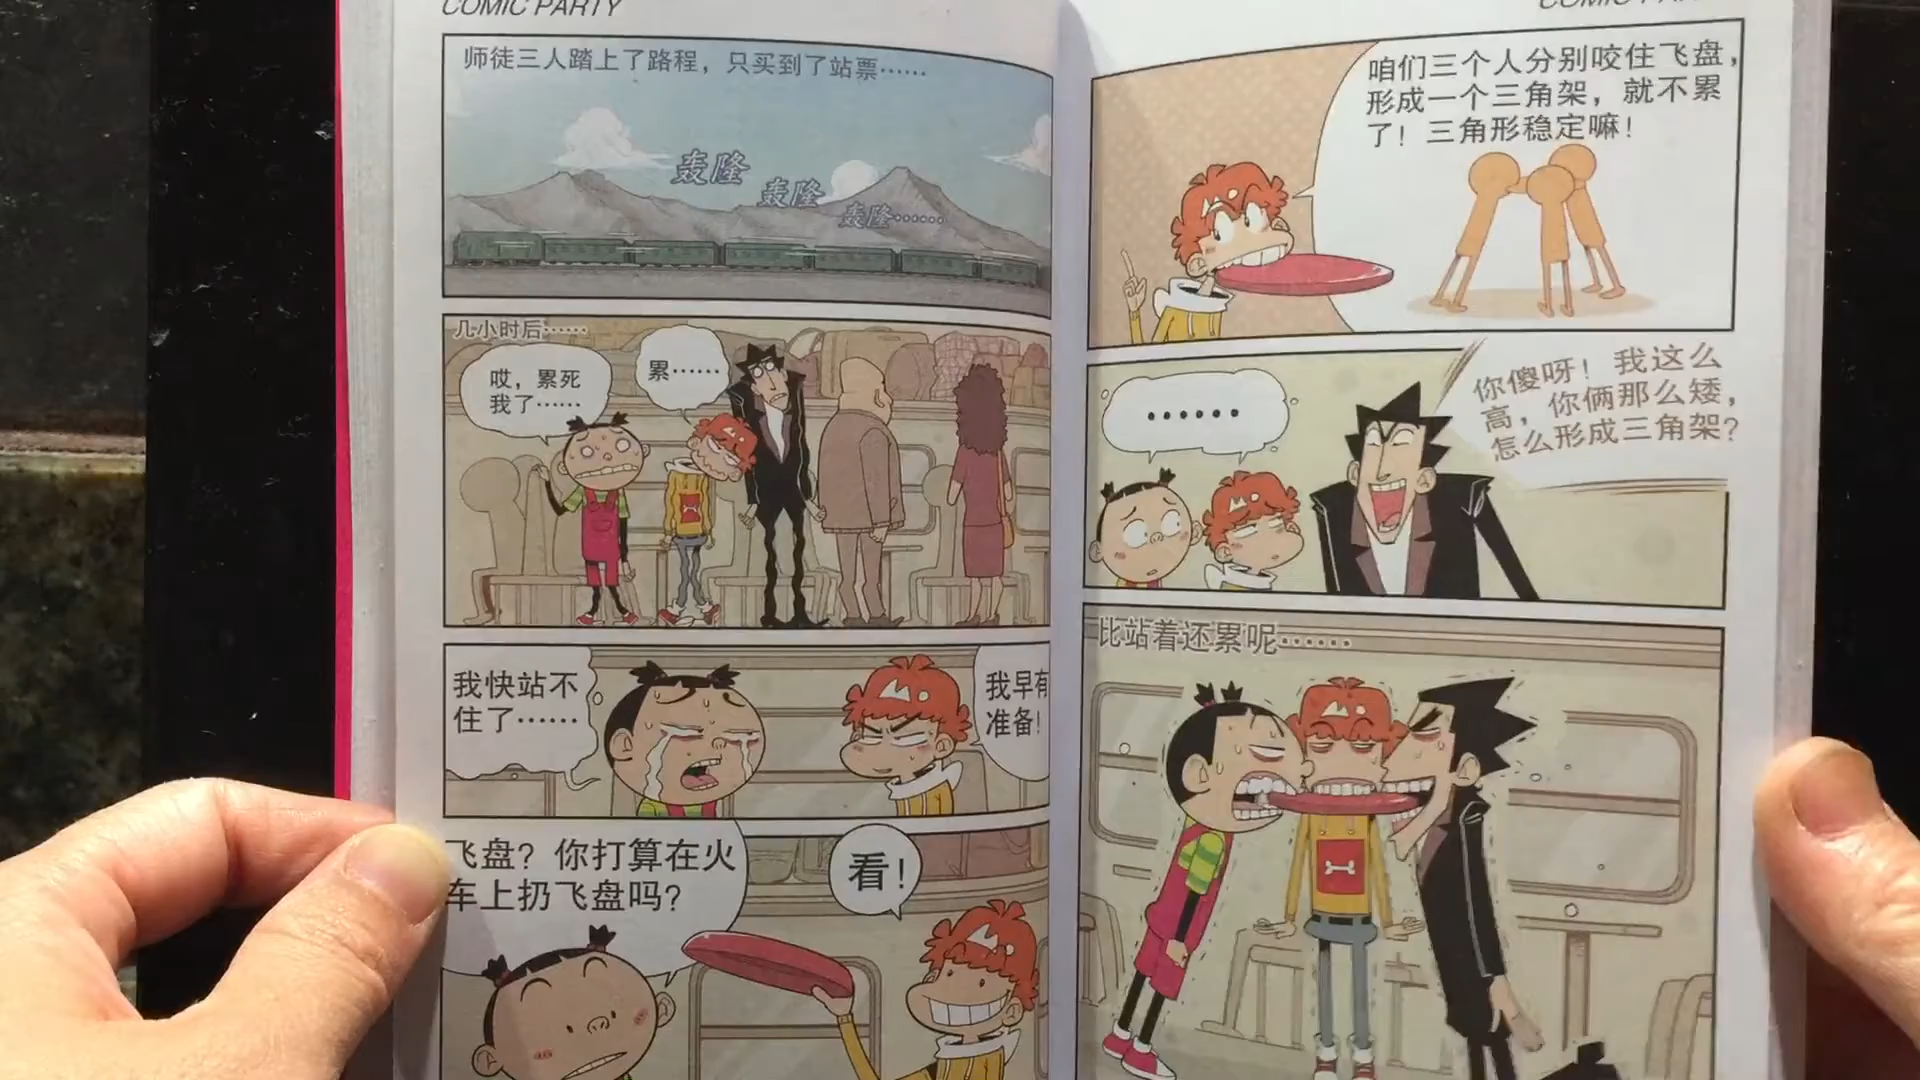 COMIC PARTY
师徒三人踏上了路程，只买到了站票……
轰隆
轰隆
轰隆……
几小时后……
哎，累死
我了……
累……
我快站不
住了……
我早有
准备！
飞盘？你打算在火
车上扔飞盘吗？
看！
COMIC
咱们三个人分别咬住飞盘，
形成一个三角架，就不累
了！三角形稳定嘛！
……
你傻呀！我这么
高，你俩那么矮，
怎么形成三角架？
比站着还累呢……